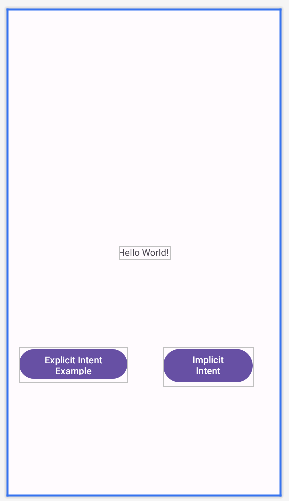 Hello World!
Explicit Intent
Example
Implicit
Intent